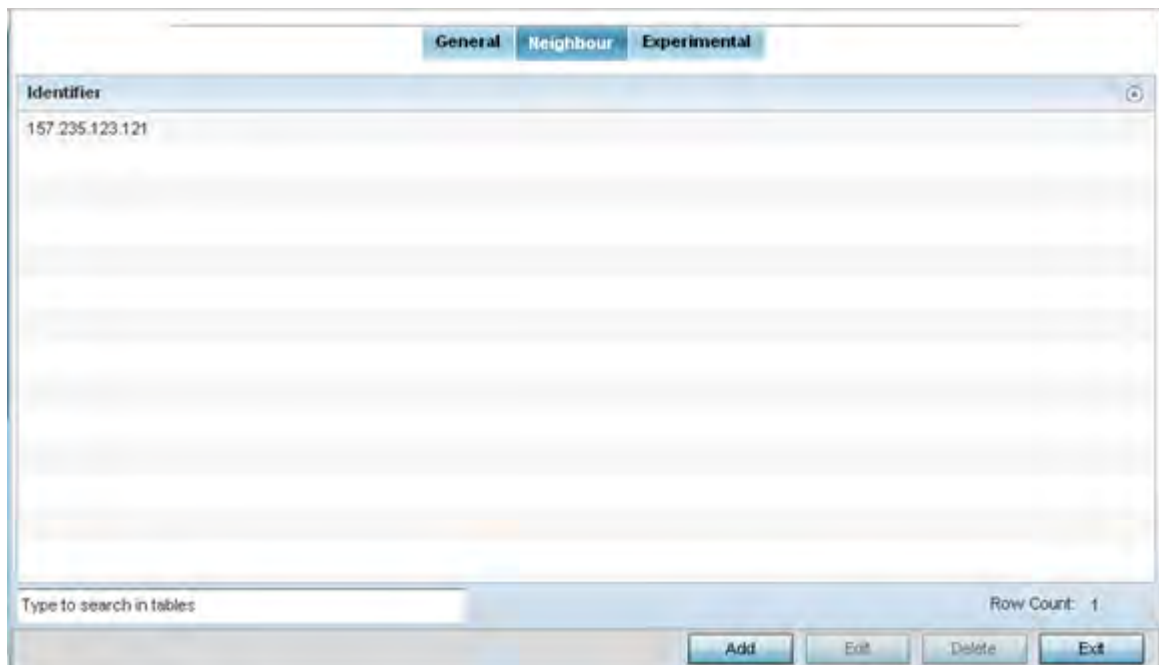 General Neighbour Experimental
Identifier
157.235.123.121
Type to search in tables Row Count: 1
Add Edit Delete Exit